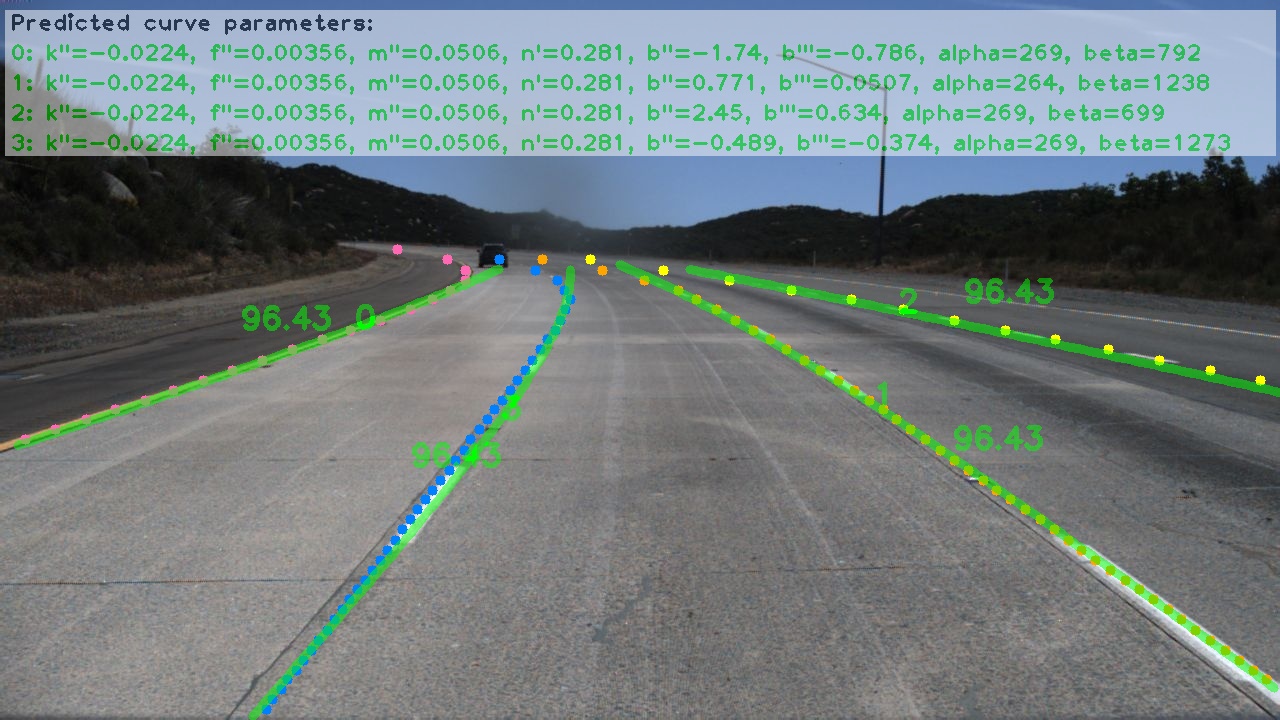 Predicted curve parameters:
0: k''=-0.0224, f''=0.00356, m''=0.0506, n'=0.281, b''=-1.74, b'''=-0.786, alpha=269, beta=792
1: k''=-0.0224, f''=0.00356, m''=0.0506, n'=0.281, b''=0.771, b'''=0.0507, alpha=264, beta=1238
2: k''=-0.0224, f''=0.00356, m''=0.0506, n'=0.281, b''=2.45, b'''=0.634, alpha=269, beta=699
3: k''=-0.0224, f''=0.00356, m''=0.0506, n'=0.281, b''=-0.489, b'''=-0.374, alpha=269, beta=1273
96.43 0
2 96.43
1
96.43